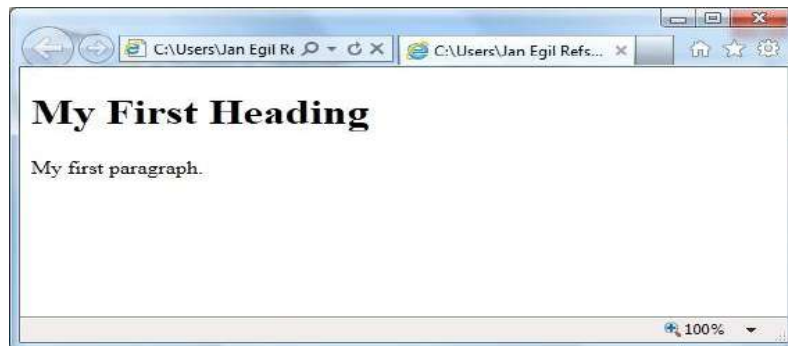 C:\Users\Jan Egil Re
C:\Users\Jan Egil Refs...
My First Heading
My first paragraph.
100%